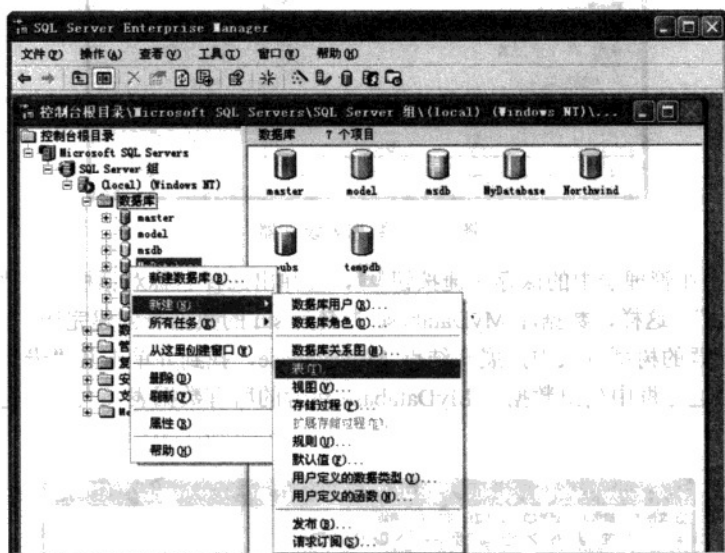 SQL Server Enterprise Manager
文件(F) 操作(A) 查看(V) 工具(T) 窗口(W) 帮助(H)
控制台根目录\Microsoft SQL Servers\SQL Server 组\(local) (Windows NT)\...
控制台根目录
Microsoft SQL Servers
SQL Server 组
(local) (Windows NT)
数据库
master
model
msdb
数据库 7 个项目
master
model
msdb
MyDatabase
Northwind
tempdb
新建数据库(B)...
新建(N)
所有任务(K)
从这里创建窗口(W)
删除(D)
刷新(F)
属性(R)
帮助(H)
数据库用户(R)...
数据库角色(O)...
数据库关系图(D)...
表(T)...
视图(V)...
存储过程(P)...
扩展存储过程(E)...
规则(U)...
默认值(F)...
用户定义的数据类型(Y)...
用户定义的函数(N)...
发布(B)...
请求订阅(S)...